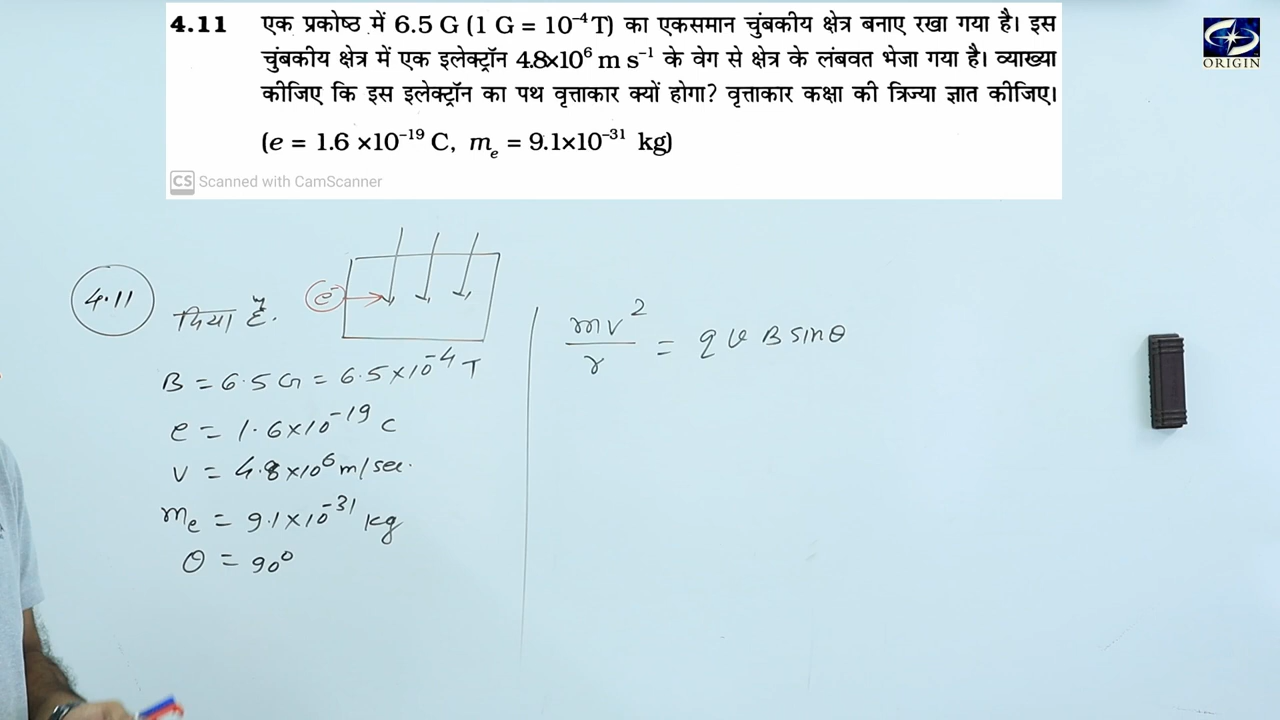 4.11 एक प्रकोष्ठ में 6.5 G (1 G = 10⁻⁴ T) का एकसमान चुंबकीय क्षेत्र बनाए रखा गया है। इस
चुंबकीय क्षेत्र में एक इलेक्ट्रॉन 4.8×10⁶ m s⁻¹ के वेग से क्षेत्र के लंबवत भेजा गया है। व्याख्या
कीजिए कि इस इलेक्ट्रॉन का पथ वृत्ताकार क्यों होगा? वृत्ताकार कक्षा की त्रिज्या ज्ञात कीजिए।
(e = 1.6 ×10⁻¹⁹ C, mₑ = 9.1×10⁻³¹ kg)
CS Scanned with CamScanner
ORIGIN
4.11
दिया है.
e⁻
B = 6.5 G = 6.5×10⁻⁴ T
e = 1.6×10⁻¹⁹ C
v = 4.8×10⁶ m/sec.
mₑ = 9.1×10⁻³¹ kg
θ = 90°
mv²/r = q v B sinθ